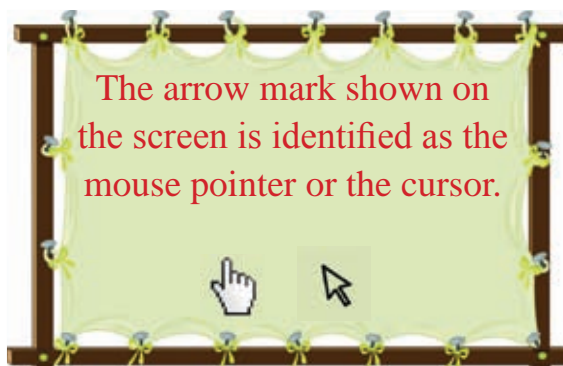 The arrow mark shown on
the screen is identified as the
mouse pointer or the cursor.